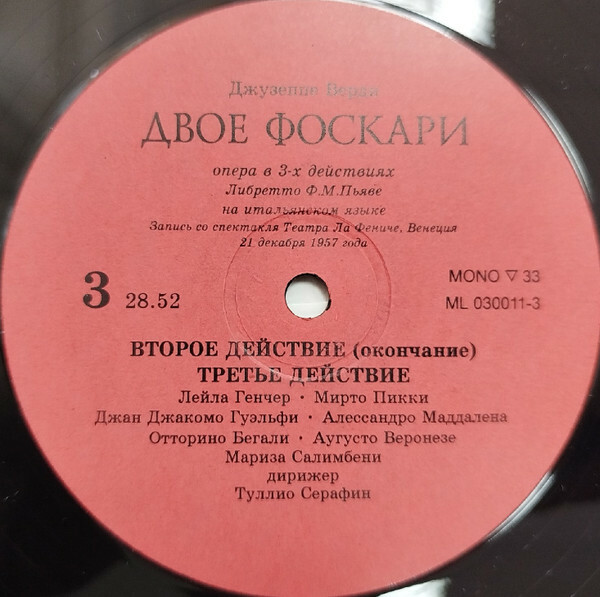 Джузеппе Верди
ДВОЕ ФОСКАРИ
опера в 3-х действиях
Либретто Ф.М.Пьяве
на итальянском языке
Запись со спектакля Театра Ла Фениче, Венеция
21 декабря 1957 года
3 28.52
MONO ▽ 33
ML 030011-3
ВТОРОЕ ДЕЙСТВИЕ (окончание)
ТРЕТЬЕ ДЕЙСТВИЕ
Лейла Генчер · Мирто Пикки
Джан Джакомо Гуэльфи · Алессандро Маддалена
Отторино Бегали · Аугусто Веронезе
Мариза Салимбени
дирижер
Туллио Серафин